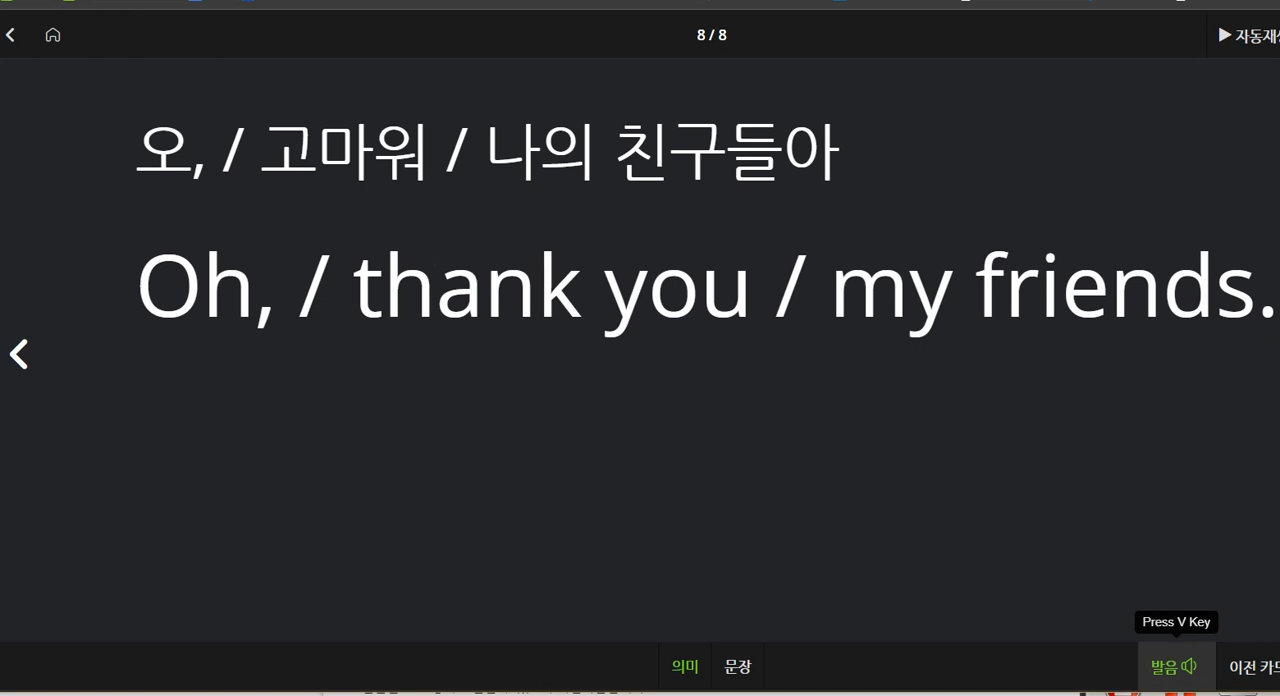 8 / 8
▶ 자동재생
오, / 고마워 / 나의 친구들아
Oh, / thank you / my friends.
Press V Key
의미 문장 발음 이전